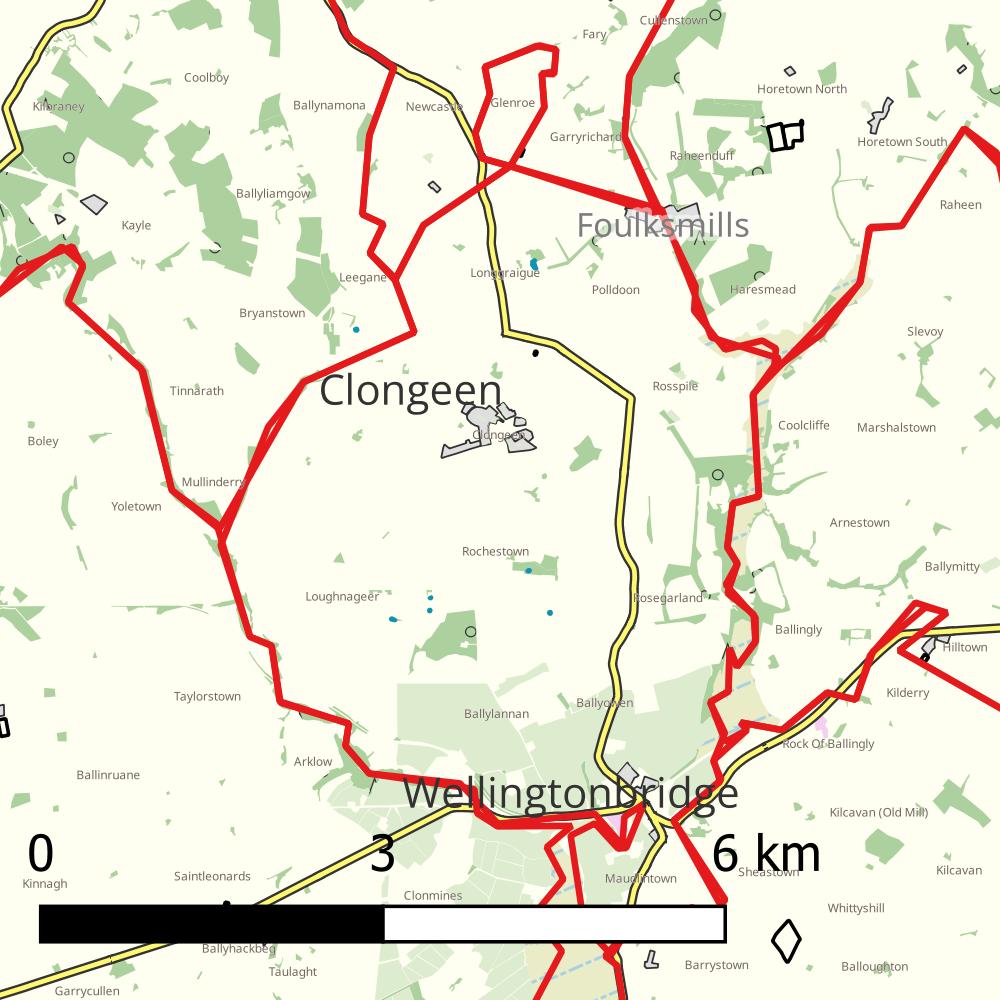 Cullenstown
Fary
Coolboy
Horetown North
Kilbraney
Ballynamona
Newcastle
Glenroe
Garryrichard
Horetown South
Raheenduff
Ballyliamgow
Raheen
Kayle
Foulksmills
Leegane
Longgraigue
Polldoon
Haresmead
Bryanstown
Slevoy
Tinnarath
Clongeen
Rosspile
Coolcliffe
Marshalstown
Boley
Clongeen
Mullinderry
Yoletown
Arnestown
Rochestown
Ballymitty
Loughnageer
Rosegarland
Ballingly
Hilltown
Taylorstown
Kilderry
Ballylannan
Ballyowen
Rock Of Ballingly
Arklow
Ballinruane
Wellingtonbridge
Kilcavan (Old Mill)
0 3 6 km
Saintleonards
Kinnagh
Maudlintown
Sheastown
Kilcavan
Clonmines
Whittyshill
Ballyhackbeg
Taulaght
Barrystown
Balloughton
Garrycullen